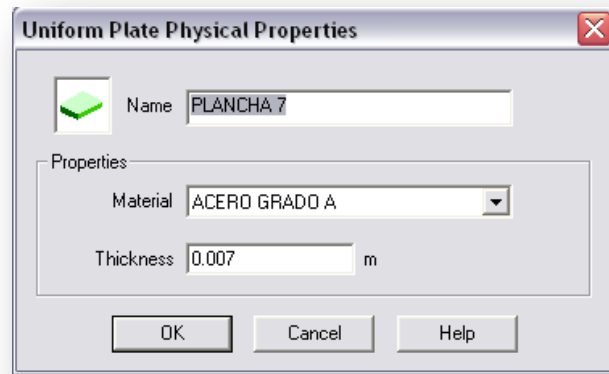 Uniform Plate Physical Properties
Name PLANCHA 7
Properties
Material ACERO GRADO A
Thickness 0.007 m
OK Cancel Help